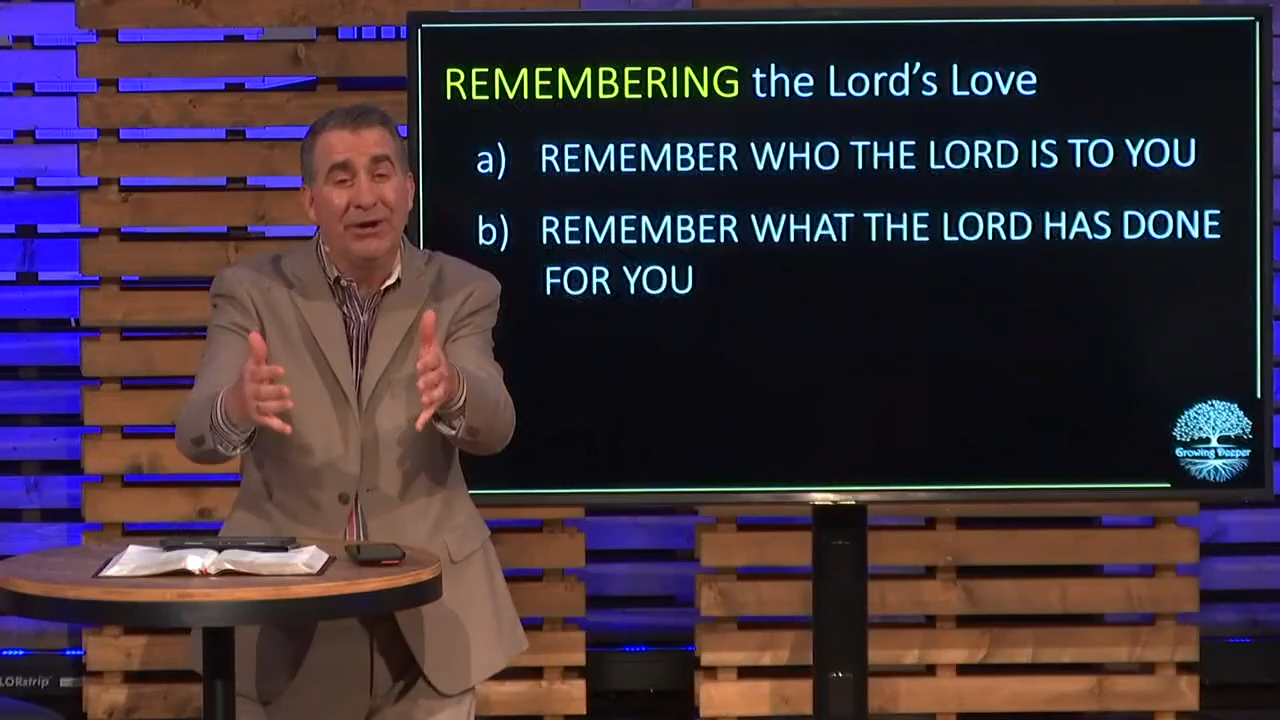 REMEMBERING the Lord's Love
a) REMEMBER WHO THE LORD IS TO YOU
b) REMEMBER WHAT THE LORD HAS DONE
FOR YOU
Growing Deeper
LORstrip